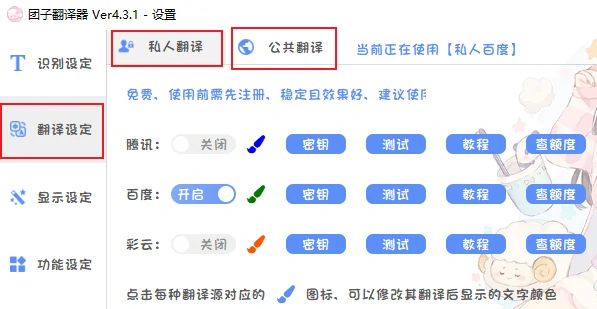 团子翻译器 Ver4.3.1 - 设置
识别设定
翻译设定
显示设定
功能设定
私人翻译 公共翻译 当前正在使用【私人百度】
免费，使用前需先注册，稳定且效果好，建议使用
腾讯： 关闭 密钥 测试 教程 查额度
百度： 开启 密钥 测试 教程 查额度
彩云： 关闭 密钥 测试 教程 查额度
点击每种翻译源对应的 图标，可以修改其翻译后显示的文字颜色